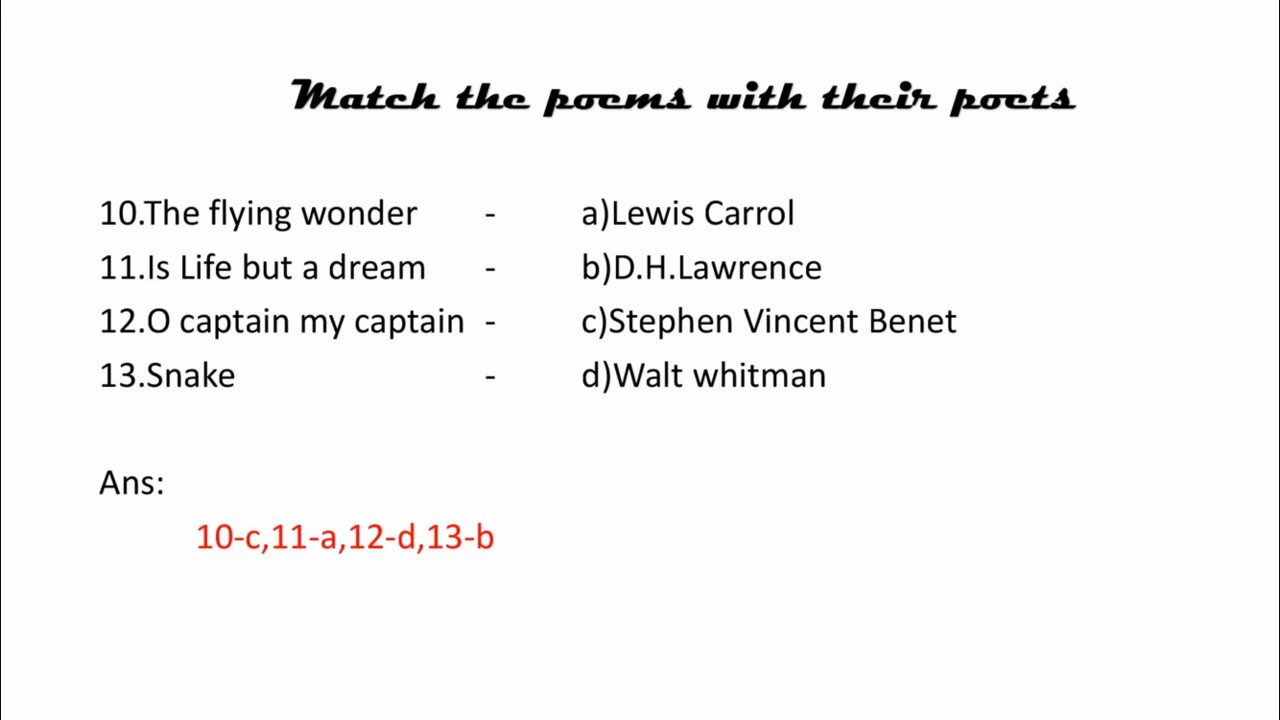 Match the poems with their poets
10.The flying wonder - a)Lewis Carrol
11.Is Life but a dream - b)D.H.Lawrence
12.O captain my captain - c)Stephen Vincent Benet
13.Snake - d)Walt whitman
Ans:
10-c,11-a,12-d,13-b